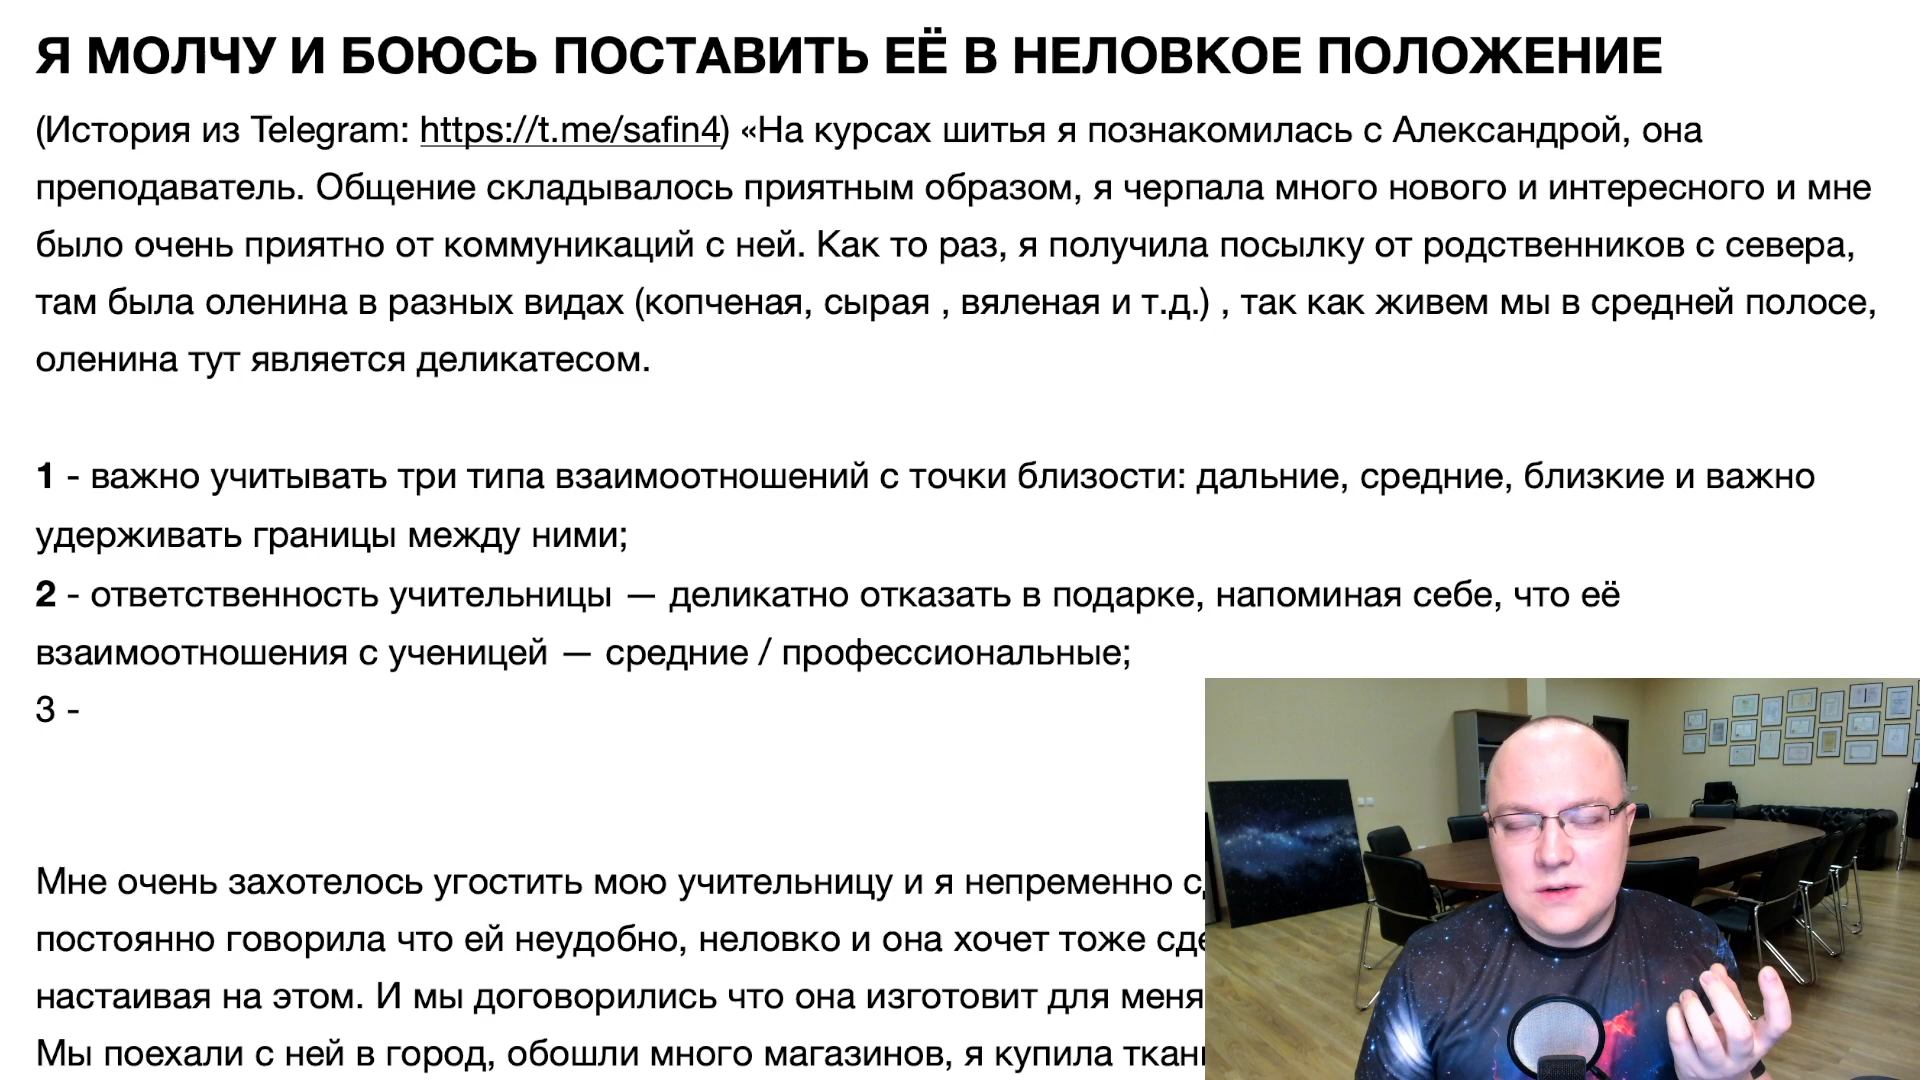 Я МОЛЧУ И БОЮСЬ ПОСТАВИТЬ ЕЁ В НЕЛОВКОЕ ПОЛОЖЕНИЕ
(История из Telegram: https://t.me/safin4) «На курсах шитья я познакомилась с Александрой, она
преподаватель. Общение складывалось приятным образом, я черпала много нового и интересного и мне
было очень приятно от коммуникаций с ней. Как то раз, я получила посылку от родственников с севера,
там была оленина в разных видах (копченая, сырая , вяленая и т.д.) , так как живем мы в средней полосе,
оленина тут является деликатесом.
1 - важно учитывать три типа взаимоотношений с точки близости: дальние, средние, близкие и важно
удерживать границы между ними;
2 - ответственность учительницы — деликатно отказать в подарке, напоминая себе, что её
взаимоотношения с ученицей — средние / профессиональные;
3 -
Мне очень захотелось угостить мою учительницу и я непременно
постоянно говорила что ей неудобно, неловко и она хочет тоже
настаивая на этом. И мы договорились что она изготовит для меня
Мы поехали с ней в город, обошли много магазинов, я купила